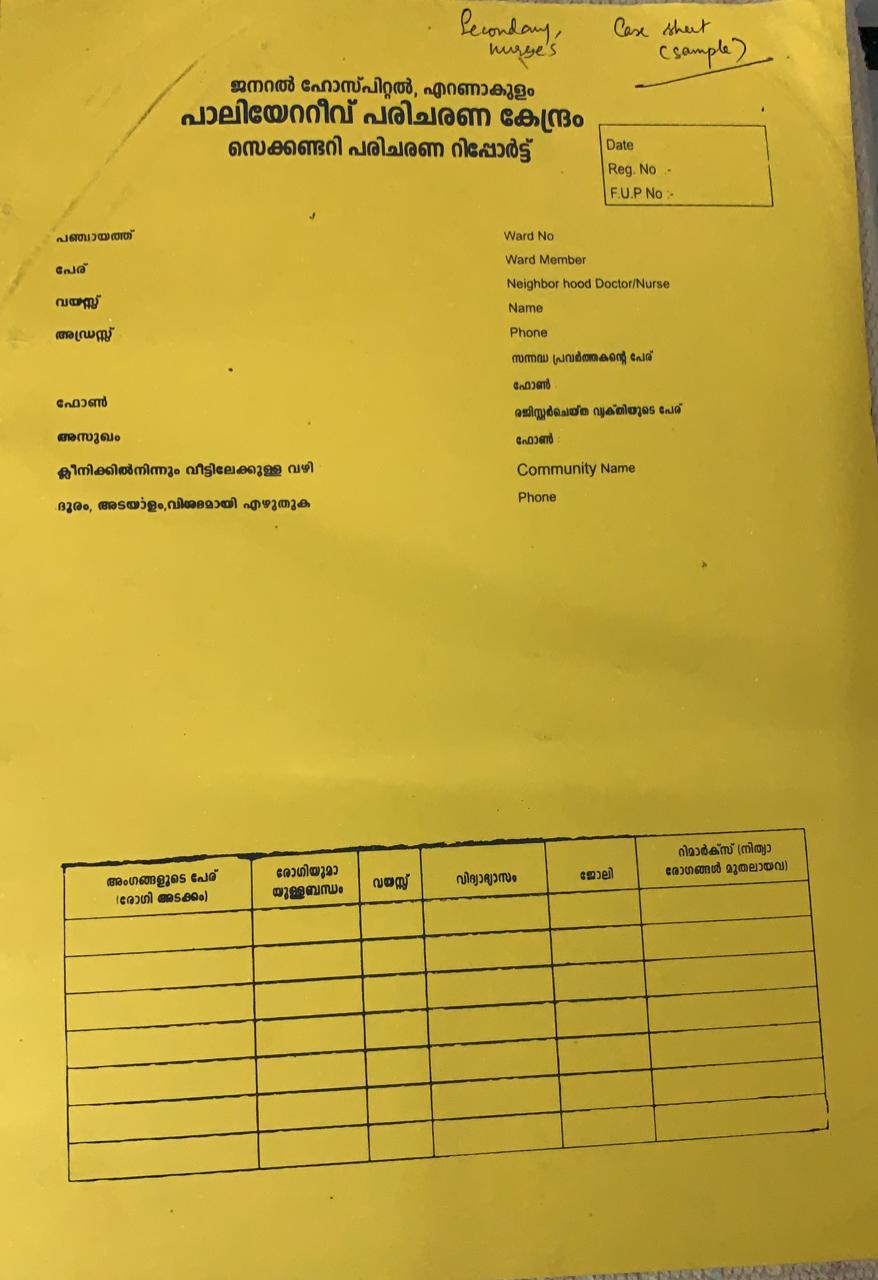 Secondary, Case sheet
nurse's (sample)
ജനറൽ ഹോസ്പിറ്റൽ, എറണാകുളം
പാലിയേററീവ് പരിചരണ കേന്ദ്രം
സെക്കണ്ടറി പരിചരണ റിപ്പോർട്ട്
Date
Reg. No :-
F.U.P No :-
പഞ്ചായത്ത്
പേര്
വയസ്സ്
അഡ്രസ്സ്
ഫോൺ
അസുഖം
ക്ലീനിക്കിൽനിന്നും വീട്ടിലേക്കുള്ള വഴി
ദൂരം, അടയാളം,വിശദമായി എഴുതുക
Ward No
Ward Member
Neighbor hood Doctor/Nurse
Name
Phone
സന്നദ്ധ പ്രവർത്തകന്റെ പേര്
ഫോൺ
രജിസ്റ്റർചെയ്ത വ്യക്തിയുടെ പേര്
ഫോൺ :
Community Name
Phone
അംഗങ്ങളുടെ പേര്
(രോഗി അടക്കം)
രോഗിയുമാ
യുള്ളബന്ധം
വയസ്സ്
വിദ്യാഭ്യാസം
ജോലി
റിമാർക്സ് (നിത്യാ
രോഗങ്ങൾ മുതലായവ)